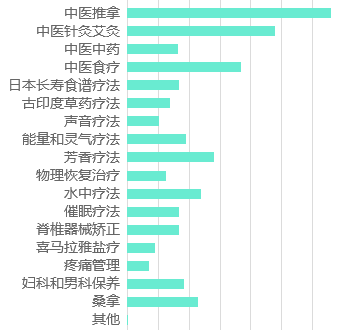 中医推拿
中医针灸艾灸
中医中药
中医食疗
日本长寿食谱疗法
古印度草药疗法
声音疗法
能量和灵气疗法
芳香疗法
物理恢复治疗
水中疗法
催眠疗法
脊椎器械矫正
喜马拉雅盐疗
疼痛管理
妇科和男科保养
桑拿
其他